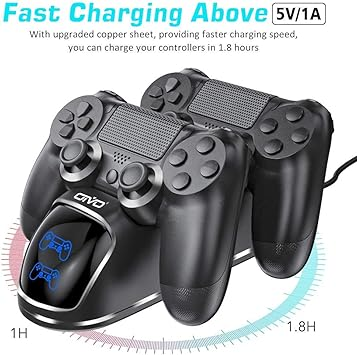 Fast Charging Above 5V/1A
With upgraded copper sheet, providing faster charging speed,
you can charge your controllers in 1.8 hours
OIVO
1H
1.8H